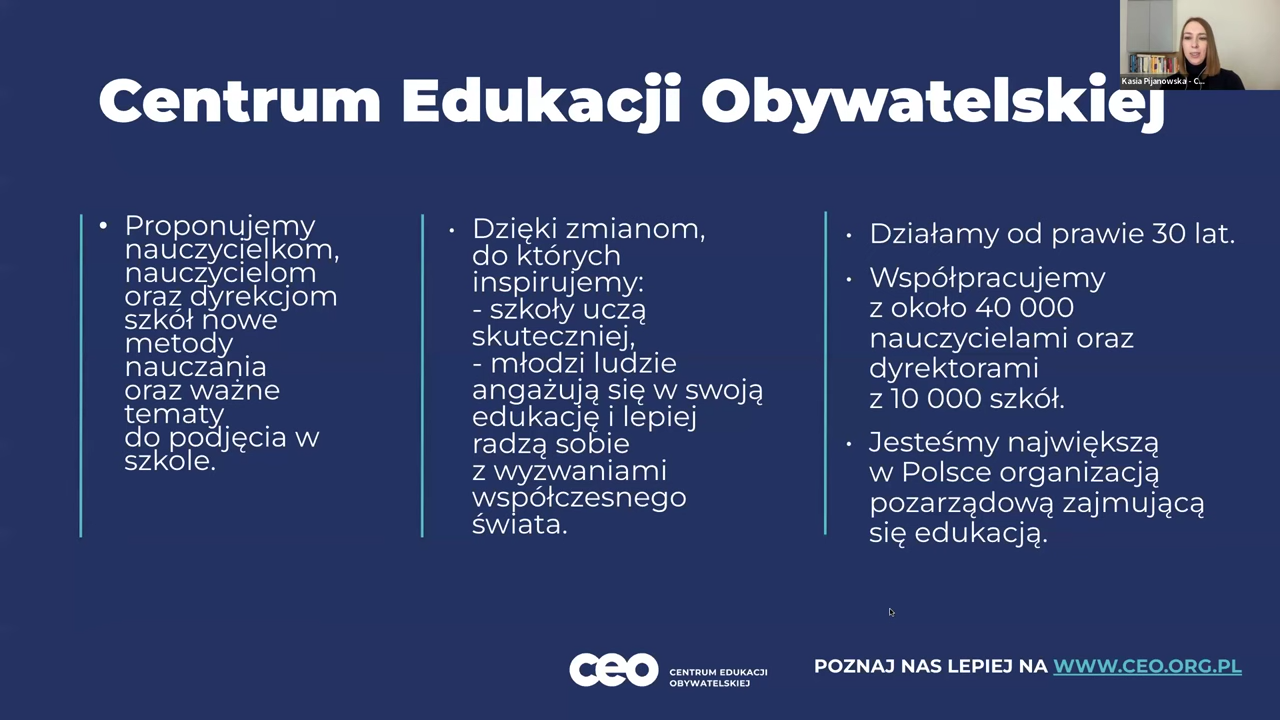 Kasia Pijanowska - C...
Centrum Edukacji Obywatelskiej
• Proponujemy
nauczycielkom,
nauczycielom
oraz dyrekcjom
szkół nowe
metody
nauczania
oraz ważne
tematy
do podjęcia w
szkole.
• Dzięki zmianom,
do których
inspirujemy:
- szkoły uczą
skuteczniej,
- młodzi ludzie
angażują się w swoją
edukację i lepiej
radzą sobie
z wyzwaniami
współczesnego
świata.
• Działamy od prawie 30 lat.
• Współpracujemy
z około 40 000
nauczycielami oraz
dyrektorami
z 10 000 szkół.
• Jesteśmy największą
w Polsce organizacją
pozarządową zajmującą
się edukacją.
ceo CENTRUM EDUKACJI
OBYWATELSKIEJ
POZNAJ NAS LEPIEJ NA WWW.CEO.ORG.PL